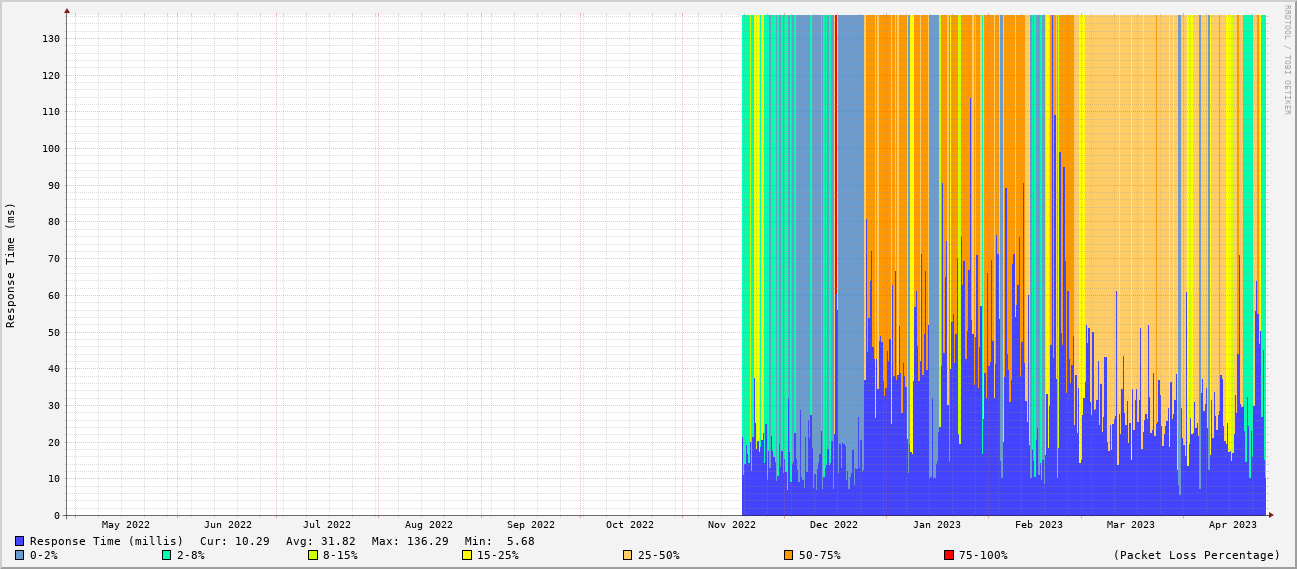 RRDTOOL / TOBI OETIKER
Response Time (ms)
130
120
110
100
90
80
70
60
50
40
30
20
10
0
May 2022 Jun 2022 Jul 2022 Aug 2022 Sep 2022 Oct 2022 Nov 2022 Dec 2022 Jan 2023 Feb 2023 Mar 2023 Apr 2023
Response Time (millis) Cur: 10.29 Avg: 31.82 Max: 136.29 Min: 5.68
0-2% 2-8% 8-15% 15-25% 25-50% 50-75% 75-100% (Packet Loss Percentage)